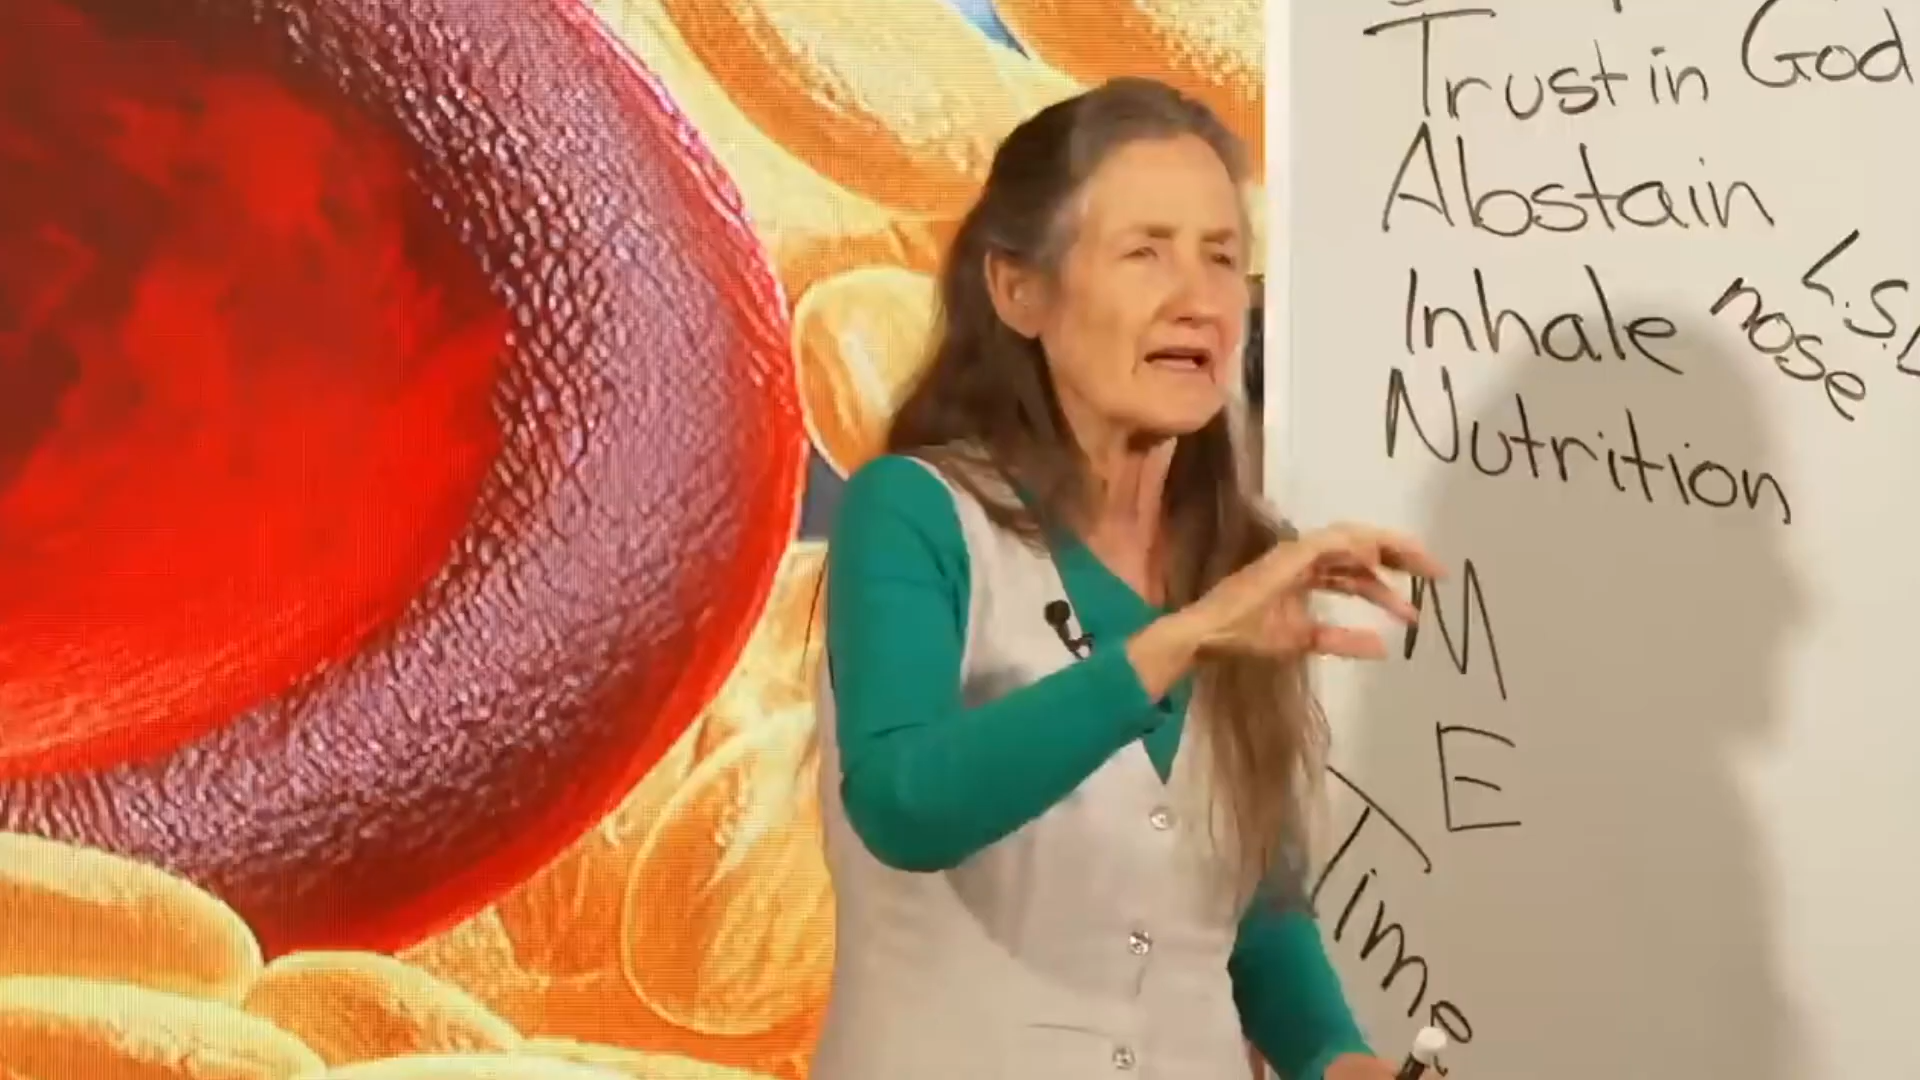 Trust in God
Abstain
Inhale nose L.S.
Nutrition
M
E
Time